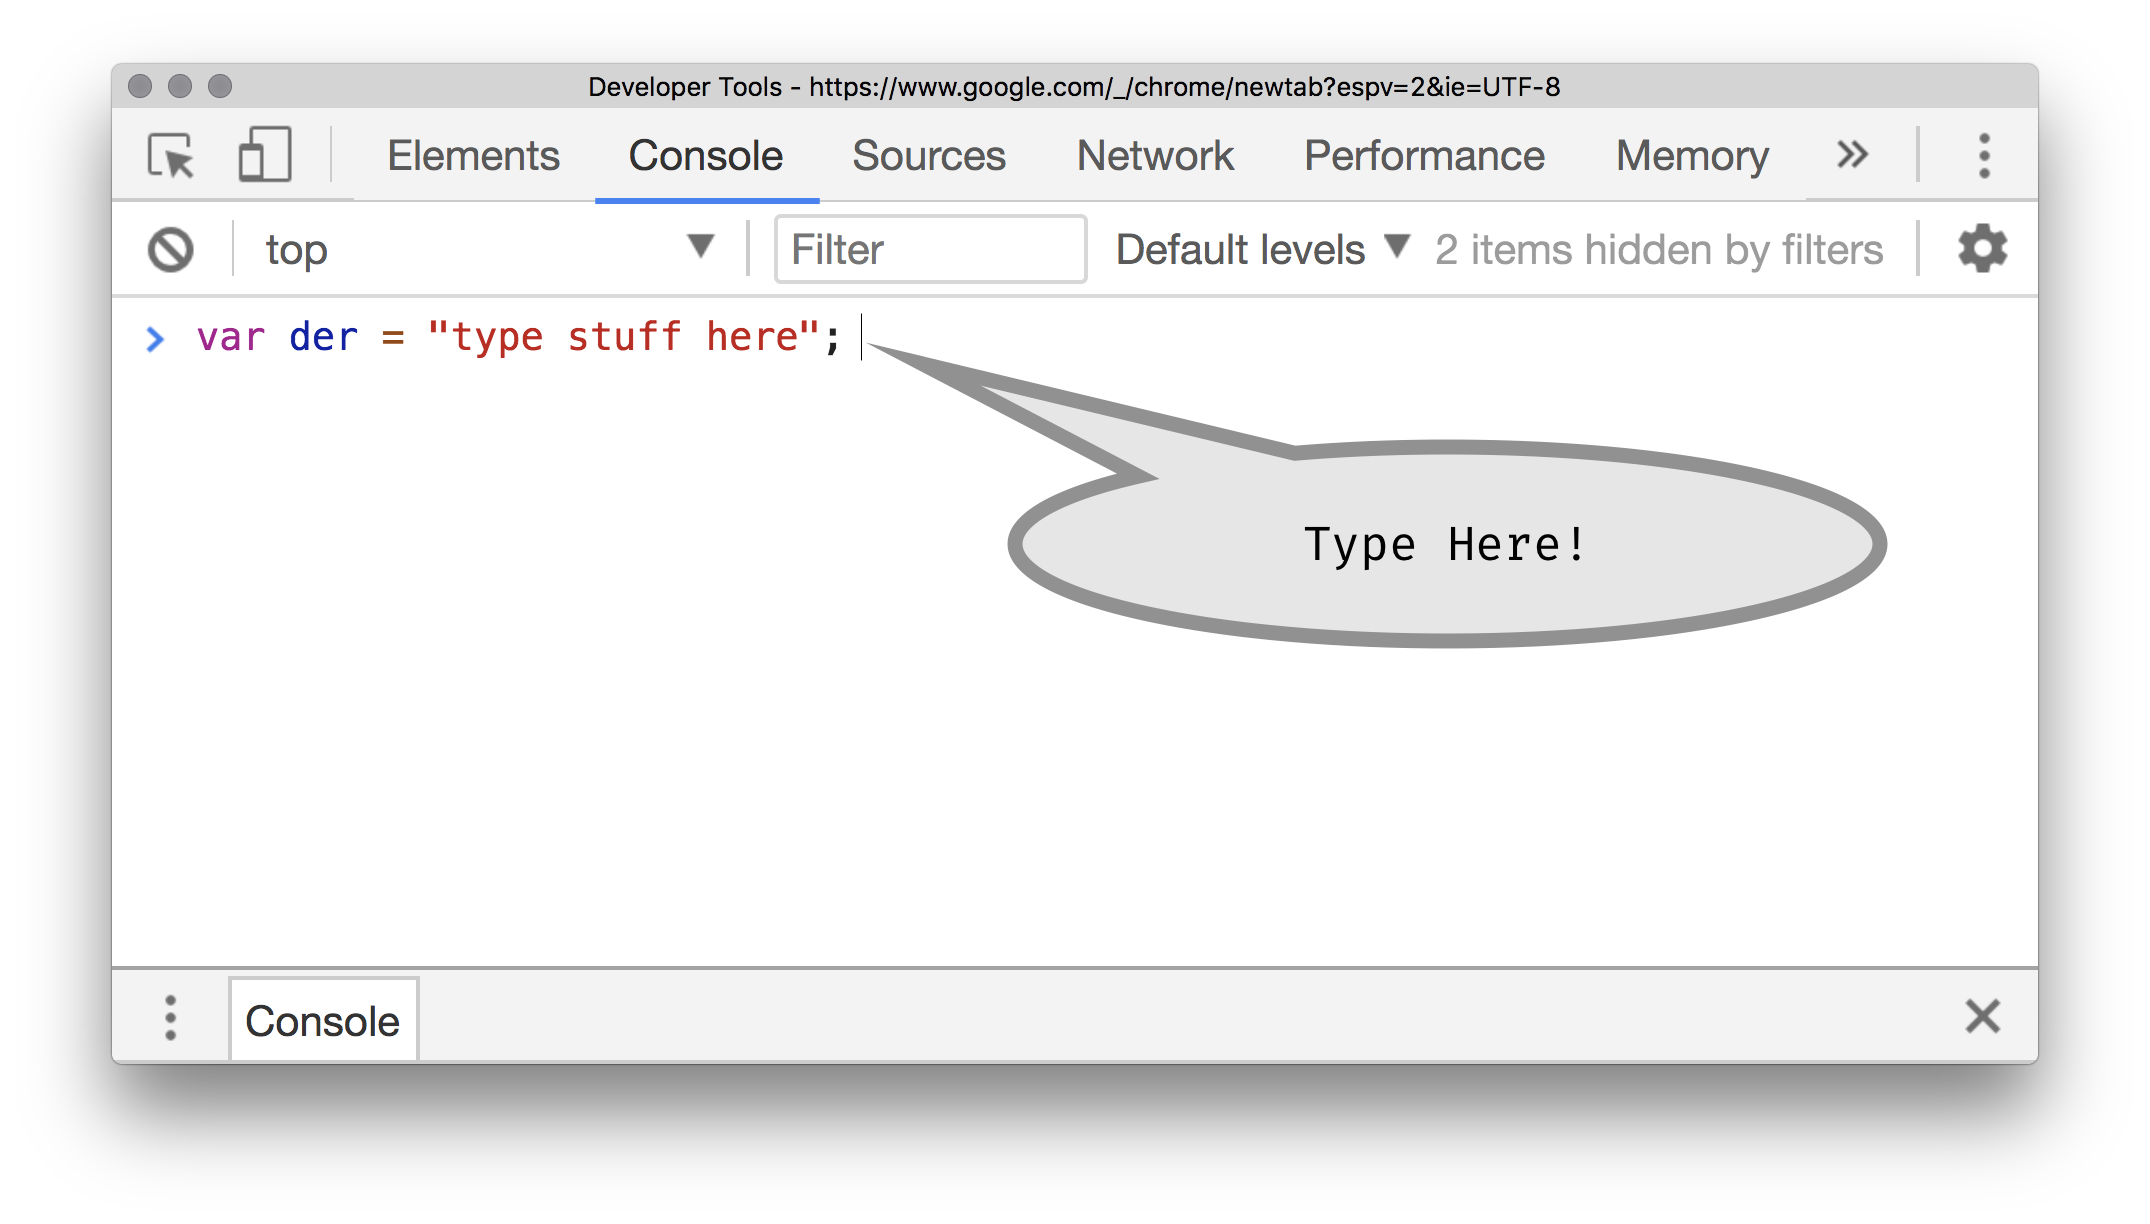 Developer Tools - https://www.google.com/_/chrome/newtab?espv=2&ie=UTF-8
Elements Console Sources Network Performance Memory
top Filter Default levels 2 items hidden by filters
var der = "type stuff here";
Type Here!
Console